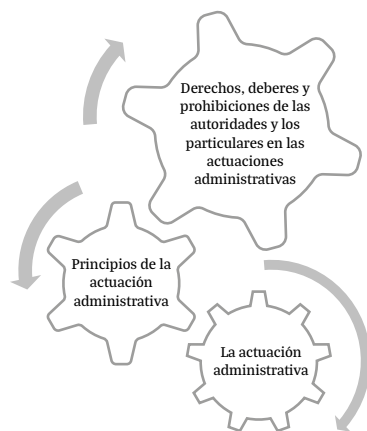 Derechos, deberes y
prohibiciones de las
autoridades y los
particulares en las
actuaciones
administrativas
Principios de la
actuación
administrativa
La actuación
administrativa